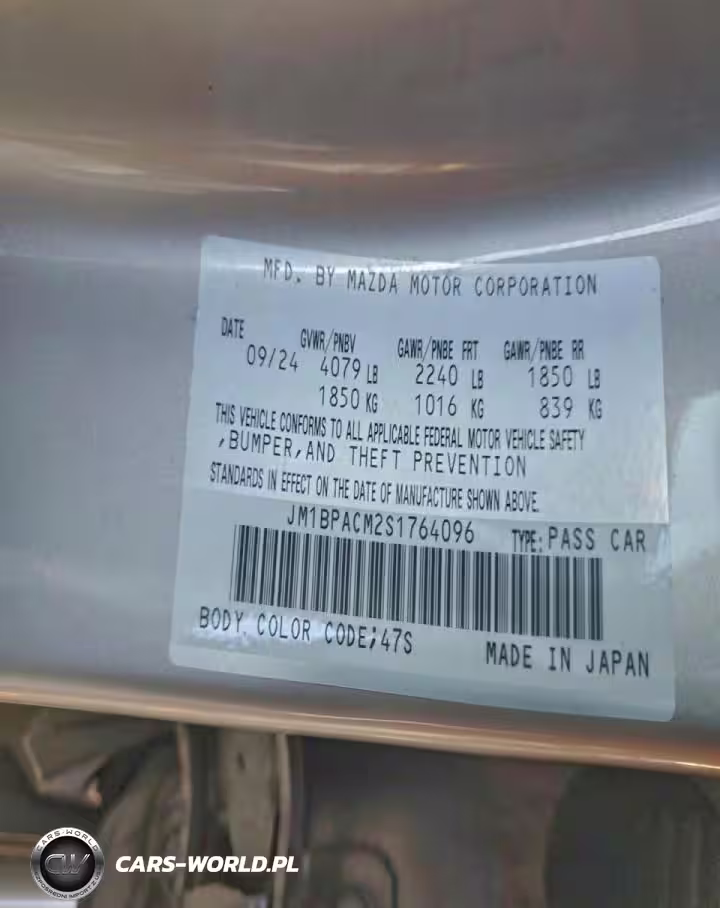 MFD. BY MAZDA MOTOR CORPORATION
DATE GVWR/PNBV GAWR/PNBE FRT GAWR/PNBE RR
09/24 4079 LB 2240 LB 1850 LB
1850 KG 1016 KG 839 KG
THIS VEHICLE CONFORMS TO ALL APPLICABLE FEDERAL MOTOR VEHICLE SAFETY
,BUMPER,AND THEFT PREVENTION
STANDARDS IN EFFECT ON THE DATE OF MANUFACTURE SHOWN ABOVE.
JM1BPACM2S1764096 TYPE: PASS CAR
BODY COLOR CODE;47S MADE IN JAPAN
CARS-WORLD
CW
CARS-WORLD.PL